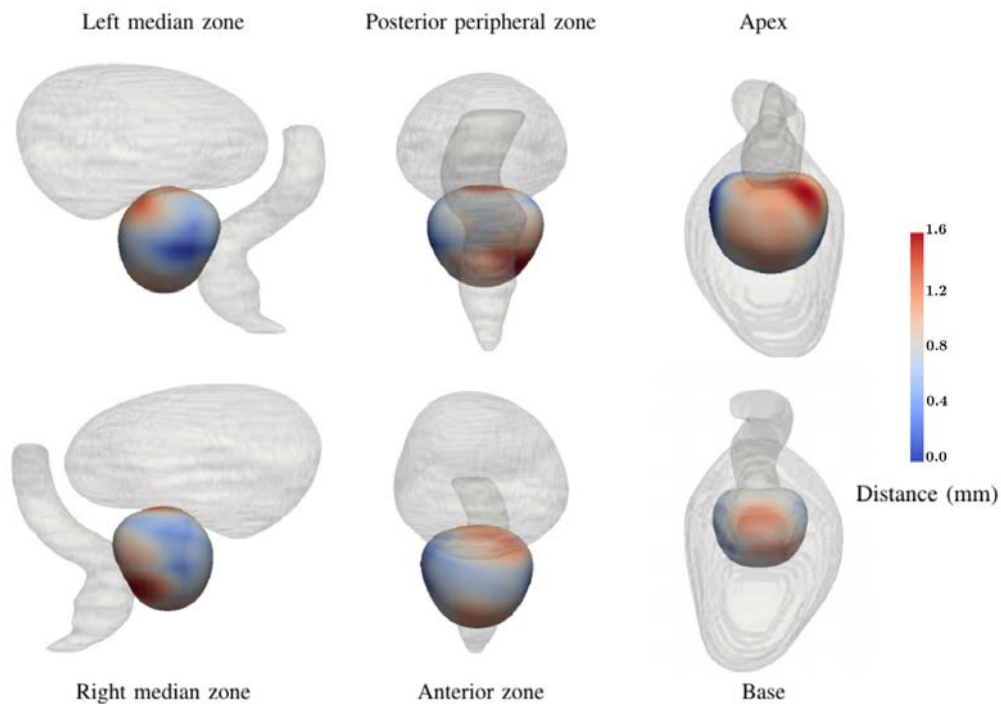 Left median zone
Posterior peripheral zone
Apex
1.6
1.2
0.8
0.4
0.0
Distance (mm)
Right median zone
Anterior zone
Base